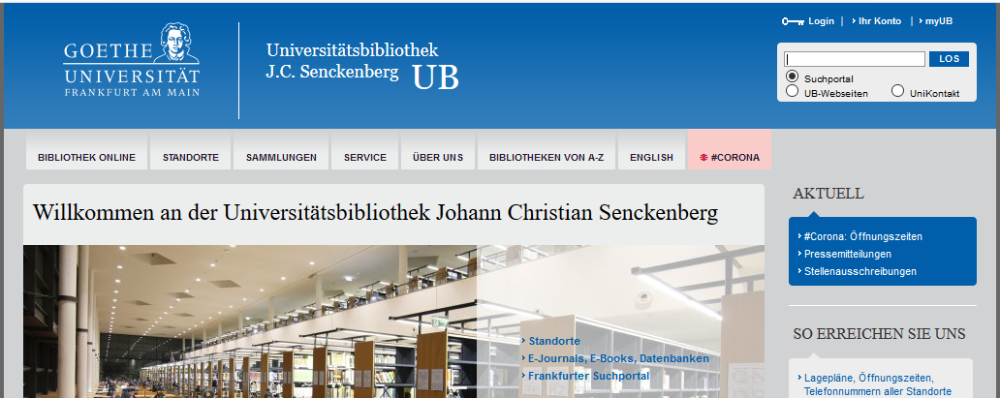 GOETHE
UNIVERSITÄT
FRANKFURT AM MAIN
Universitätsbibliothek
J.C. Senckenberg UB
Login | Ihr Konto | myUB
LOS
Suchportal
UB-Webseiten UniKontakt
BIBLIOTHEK ONLINE STANDORTE SAMMLUNGEN SERVICE ÜBER UNS BIBLIOTHEKEN VON A-Z ENGLISH #CORONA
Willkommen an der Universitätsbibliothek Johann Christian Senckenberg
Standorte
E-Journals, E-Books, Datenbanken
Frankfurter Suchportal
AKTUELL
#Corona: Öffnungszeiten
Pressemitteilungen
Stellenausschreibungen
SO ERREICHEN SIE UNS
Lagepläne, Öffnungszeiten,
Telefonnummern aller Standorte